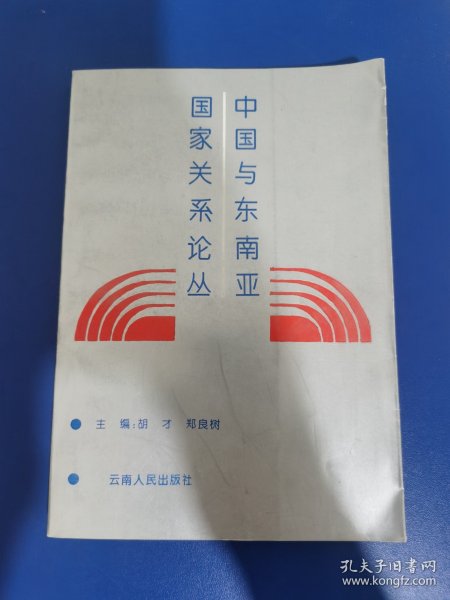 中国与东南亚
国家关系论丛
主 编:胡 才 郑良树
云南人民出版社
孔夫子旧书网
www.kongfz.com